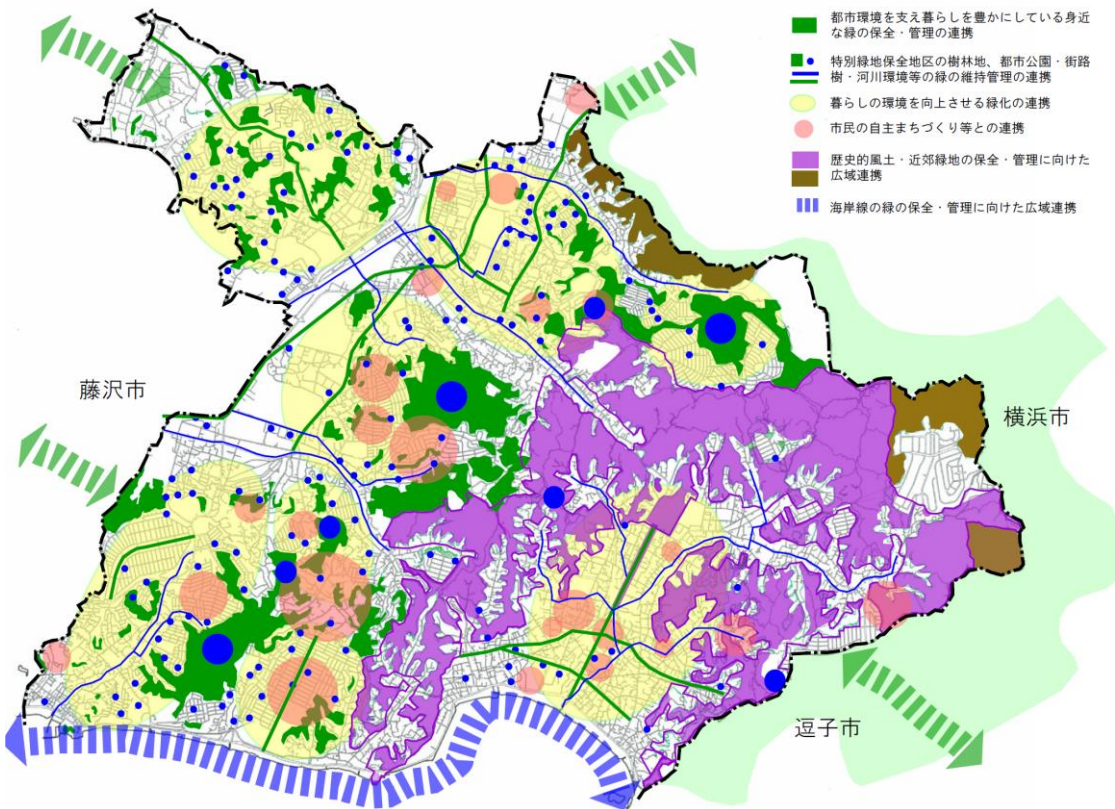 都市環境を支え暮らしを豊かにしている身近
な緑の保全・管理の連携
特別緑地保全地区の樹林地、都市公園・街路
樹・河川環境等の緑の維持管理の連携
暮らしの環境を向上させる緑化の連携
市民の自主まちづくり等との連携
歴史的風土・近郊緑地の保全・管理に向けた
広域連携
海岸線の緑の保全・管理に向けた広域連携
藤沢市
横浜市
逗子市